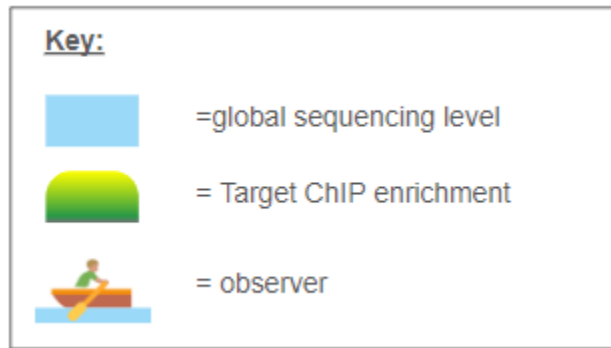 Key:
=global sequencing level
= Target ChIP enrichment
= observer